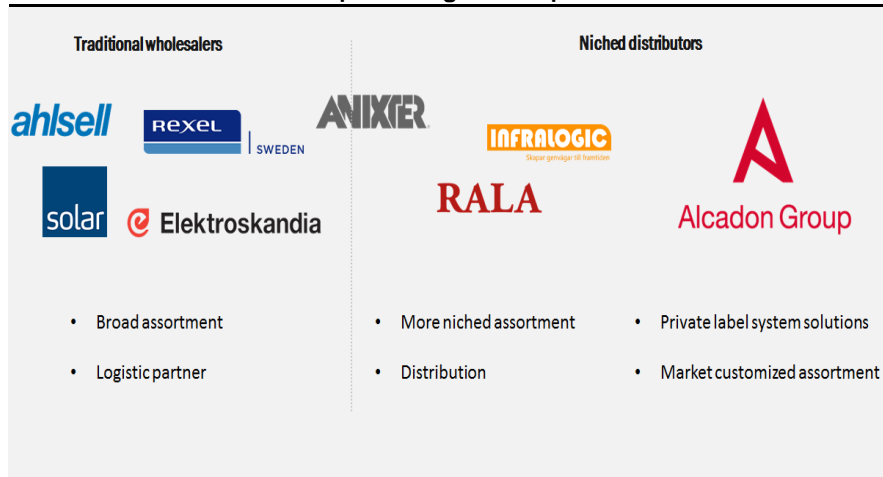 Traditional wholesalers
Niched distributors
ahlsell
REXEL
SWEDEN
ANIXTER
INFRALOGIC
Skapar genvägar till framtiden
solar
Elektroskandia
RALA
Alcadon Group
• Broad assortment
• Logistic partner
• More niched assortment
• Distribution
• Private label system solutions
• Market customized assortment